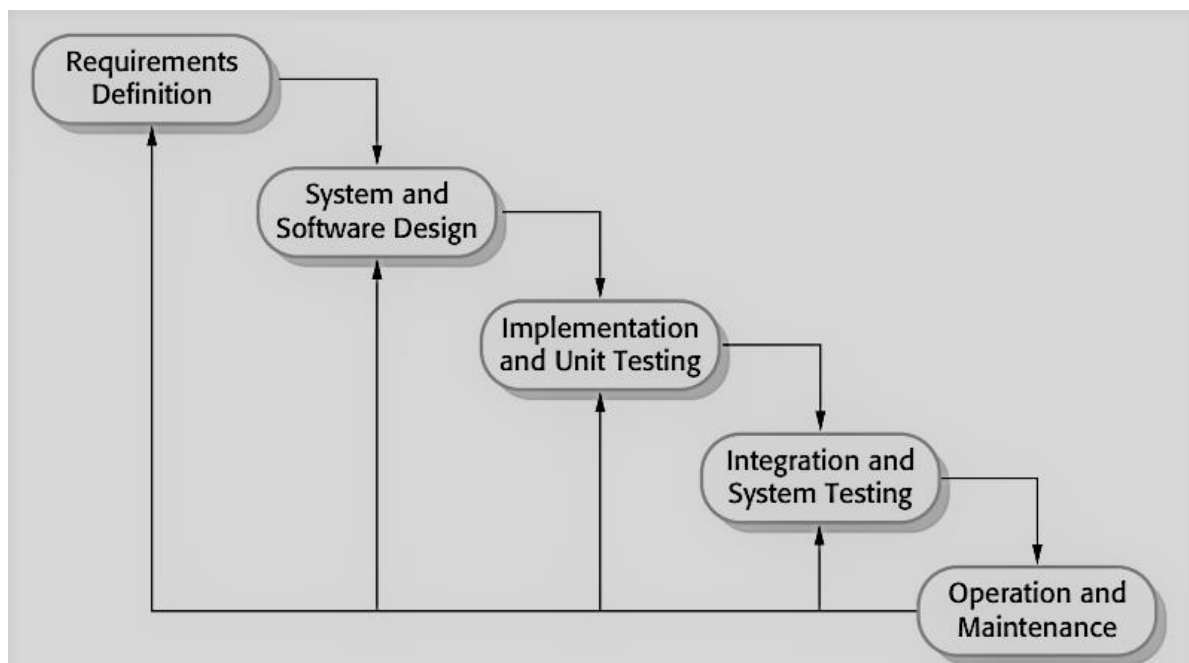 Requirements
Definition
System and
Software Design
Implementation
and Unit Testing
Integration and
System Testing
Operation and
Maintenance